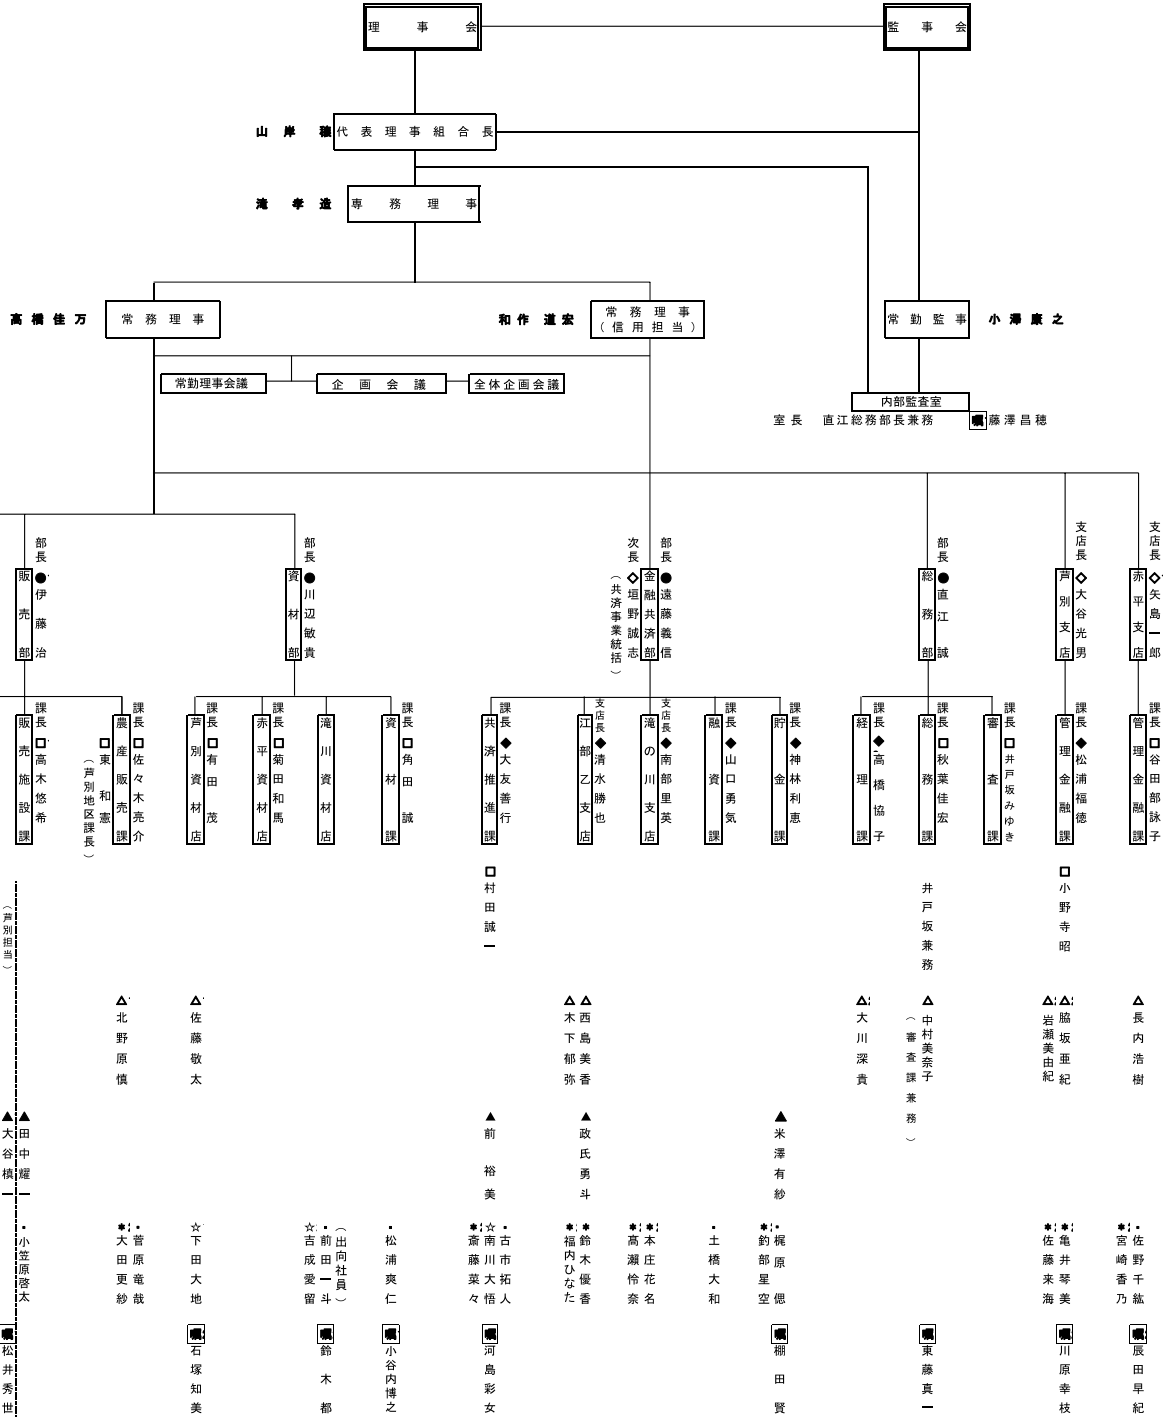 理事会
監事会
山岸 穣 代表理事組合長
滝 孝造 専務理事
高橋佳万 常務理事
和作 道宏 常務理事
（信用担当）
常勤監事 小澤康之
常勤理事会議
企画会議
全体企画会議
内部監査室
室長 直江総務部長兼務
嘱 藤澤昌穂
販売部
部長 ●伊藤治
資材部
部長 ●川辺敏貴
金融共済部
部長 ●遠藤義信
次長 ◇垣野誠志
（共済事業統括）
総務部
部長 ●直江誠
芦別支店
支店長 ◇大谷光男
赤平支店
支店長 ◇矢島一郎
販売施設課
課長 □高木悠希
農産販売課
課長 □佐々木亮介
□東和憲
（芦別地区課長）
芦別資材店
課長 □有田茂
赤平資材店
課長 □菊田和馬
滝川資材店
資材課
課長 □角田誠
共済推進課
課長 ◆大友善行
江部乙支店
支店長 ◆清水勝也
滝の川支店
支店長 ◆南部里英
融資課
課長 ◆山口勇気
貯金課
課長 ◆神林利恵
経理課
課長 ◆高橋協子
総務課
課長 □秋葉佳宏
審査課
課長 □井戸坂みゆき
管理金融課
課長 ◆松浦福徳
管理金融課
課長 □谷田部詠子
（芦別担当）
□村田誠一
井戸坂兼務
□小野寺昭
△北野原慎
△佐藤敬太
△木下郁弥
△西島美香
△大川深貴
△中村美奈子
（審査課兼務）
△岩瀬美由紀
△脇坂亜紀
△長内浩樹
▲大谷槙一
▲田中耀一
▲前裕美
▲政氏勇斗
▲米澤有紗
・小笠原啓太
＊大田更紗
・菅原竜哉
☆下田大地
☆吉成愛留
・前田一斗
（出向社員）
・松浦爽仁
＊斎藤菜々
☆南川大悟
・古市拓人
＊福内ひなた
＊鈴木優香
＊髙瀬怜奈
＊本庄花名
・土橋大和
＊釣部星空
・梶原偲
＊佐藤来海
＊亀井琴美
＊宮崎香乃
・佐野千紘
嘱 松井秀世
嘱 石塚知美
嘱 鈴木都
嘱 小谷内博之
嘱 河島彩女
嘱 棚田賢
嘱 東藤真一
嘱 川原幸枝
嘱 辰田早紀